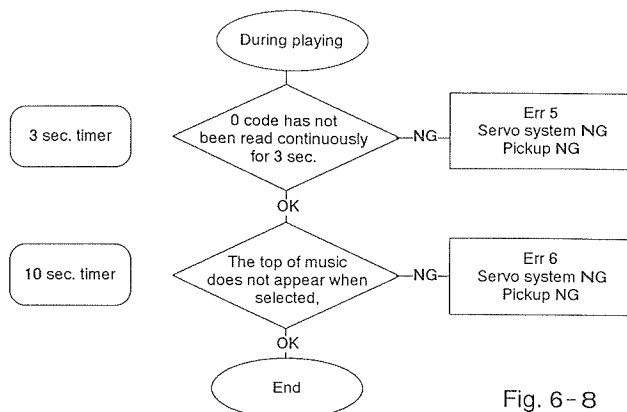 During playing
3 sec. timer
0 code has not
been read continuously
for 3 sec.
NG
Err 5
Servo system NG
Pickup NG
OK
10 sec. timer
The top of music
does not appear when
selected,
NG
Err 6
Servo system NG
Pickup NG
OK
End
Fig. 6-8